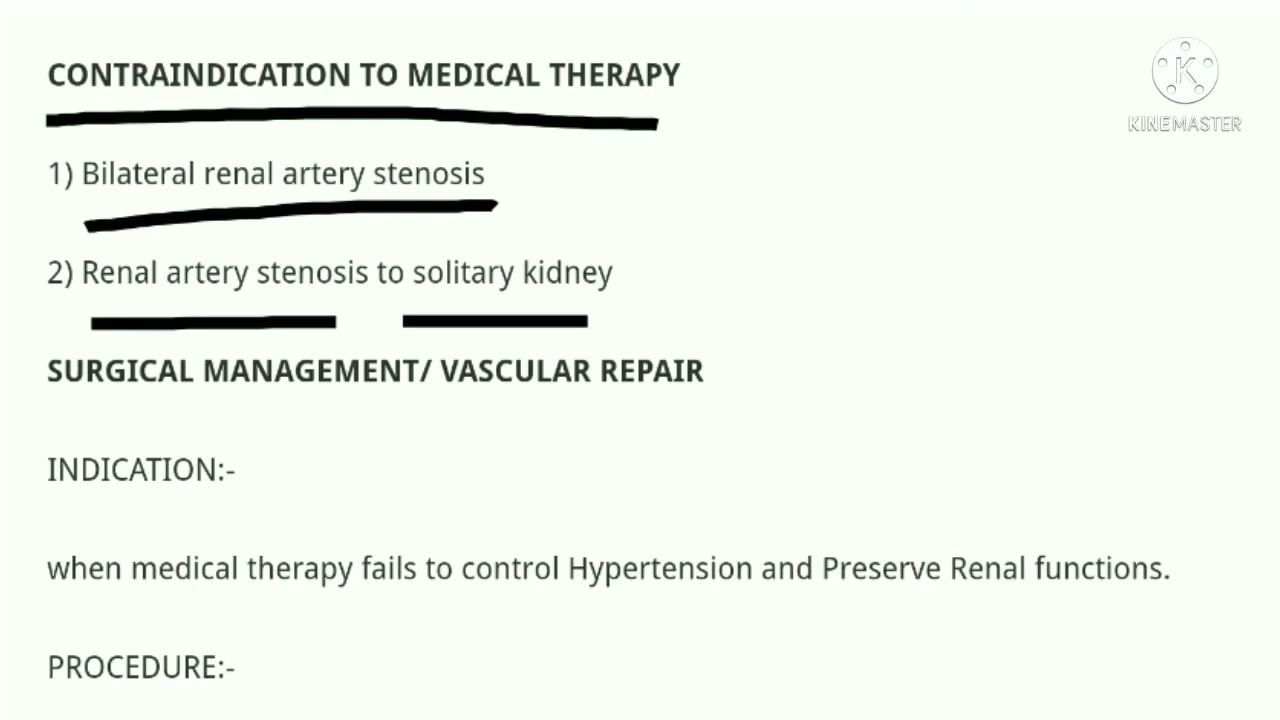 CONTRAINDICATION TO MEDICAL THERAPY
1) Bilateral renal artery stenosis
2) Renal artery stenosis to solitary kidney
SURGICAL MANAGEMENT/ VASCULAR REPAIR
INDICATION:-
when medical therapy fails to control Hypertension and Preserve Renal functions.
PROCEDURE:-
K
KINEMASTER